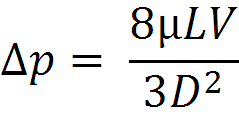 Δp = 8μLV / 3D²